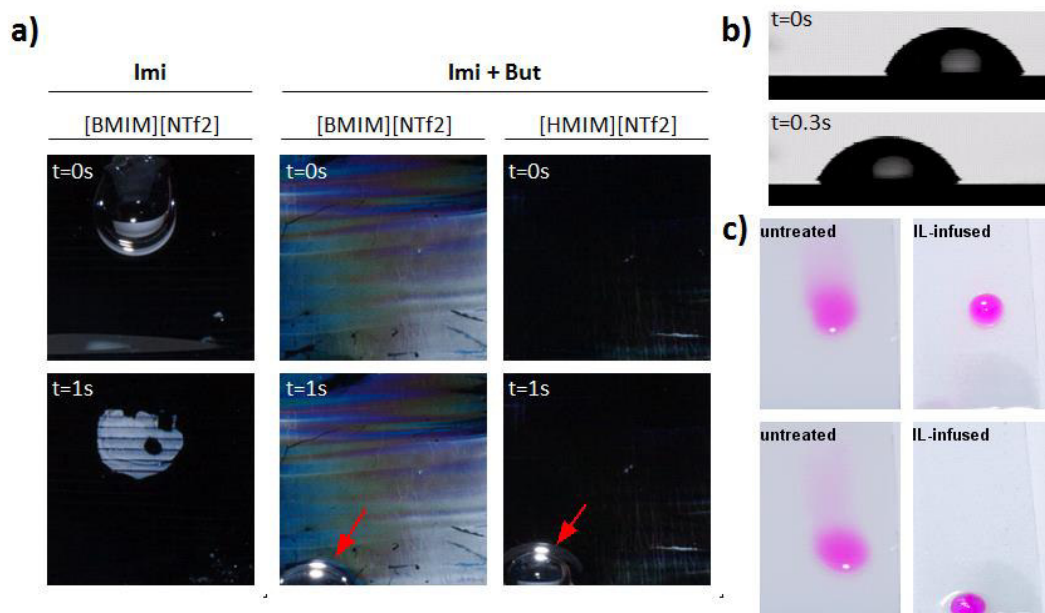 a)
Imi
Imi + But
[BMIM][NTf2]
[BMIM][NTf2]
[HMIM][NTf2]
t=0s
t=0s
t=0s
t=1s
t=1s
t=1s
b)
t=0s
t=0.3s
c)
untreated
IL-infused
untreated
IL-infused